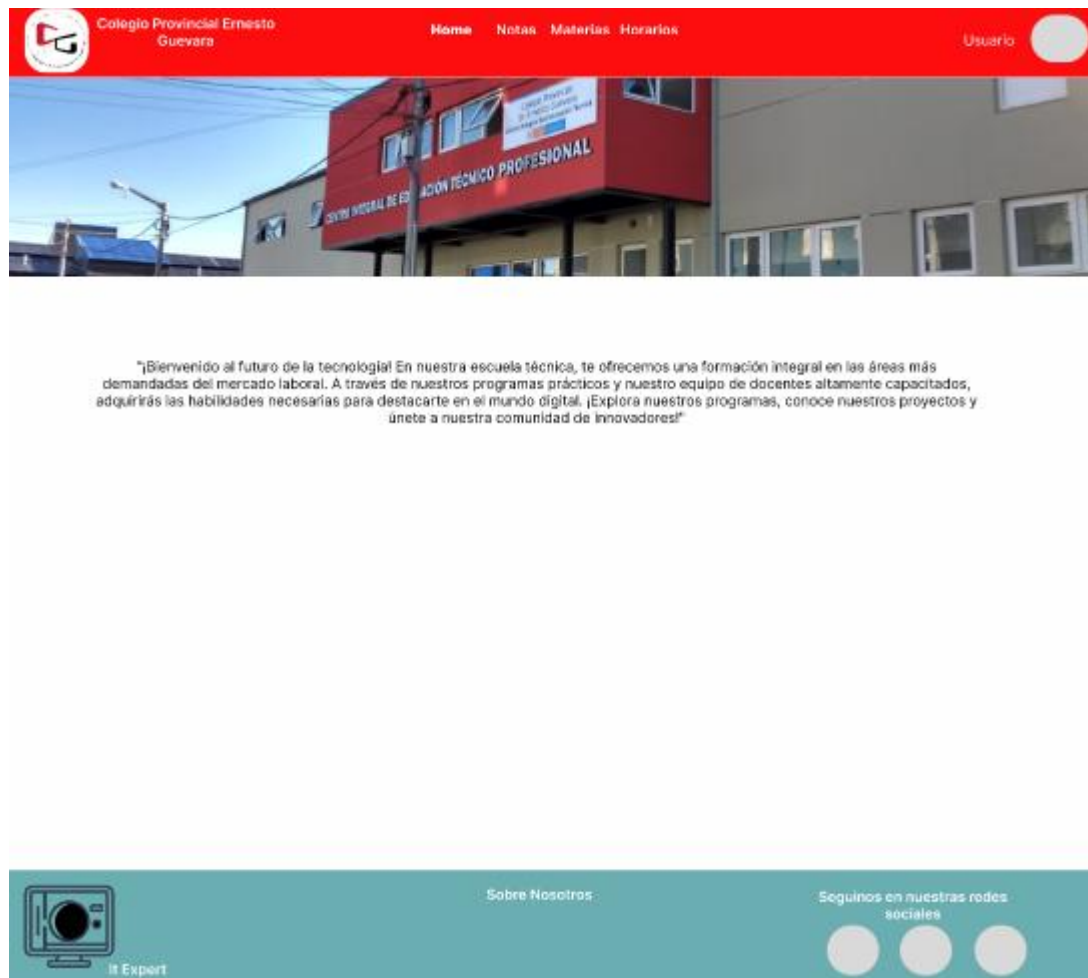 Colegio Provincial Ernesto
Guevara
Home
Notas
Materias
Horarios
Usuario
Colegio Provincial
CENTRO INTEGRAL DE EDUCACIÓN TÉCNICO PROFESIONAL
"¡Bienvenido al futuro de la tecnología! En nuestra escuela técnica, te ofrecemos una formación integral en las áreas más
demandadas del mercado laboral. A través de nuestros programas prácticos y nuestro equipo de docentes altamente capacitados,
adquirirás las habilidades necesarias para destacarte en el mundo digital. ¡Explora nuestros programas, conoce nuestros proyectos y
únete a nuestra comunidad de innovadores!"
It Expert
Sobre Nosotros
Seguinos en nuestras redes
sociales